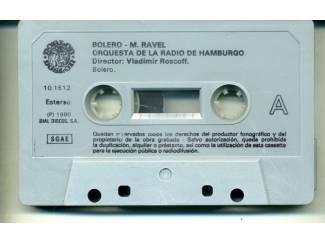 BOLERO - M. RAVEL
ORQUESTA DE LA RADIO DE HAMBURGO
Director: Vladimir Roscoff.
Bolero.
10.1512
Estereo
A
(P) 1980
DIAL DISCOS, S.A.
SGAE
Quedan reservados todos los derechos del productor fonográfico y del
propietario de la obra grabada - Salvo autorización, queda prohibida
la duplicación, alquiler o préstamo, así como la utilización de esta cassette
para la ejecución pública o radiodifusión.